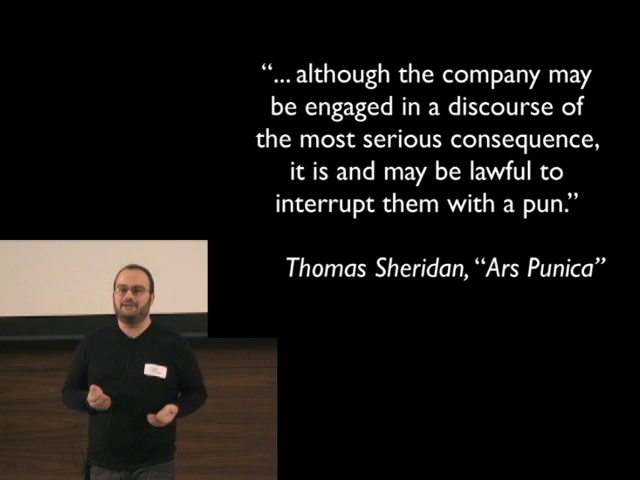 “... although the company may
be engaged in a discourse of
the most serious consequence,
it is and may be lawful to
interrupt them with a pun.”
Thomas Sheridan, “Ars Punica”